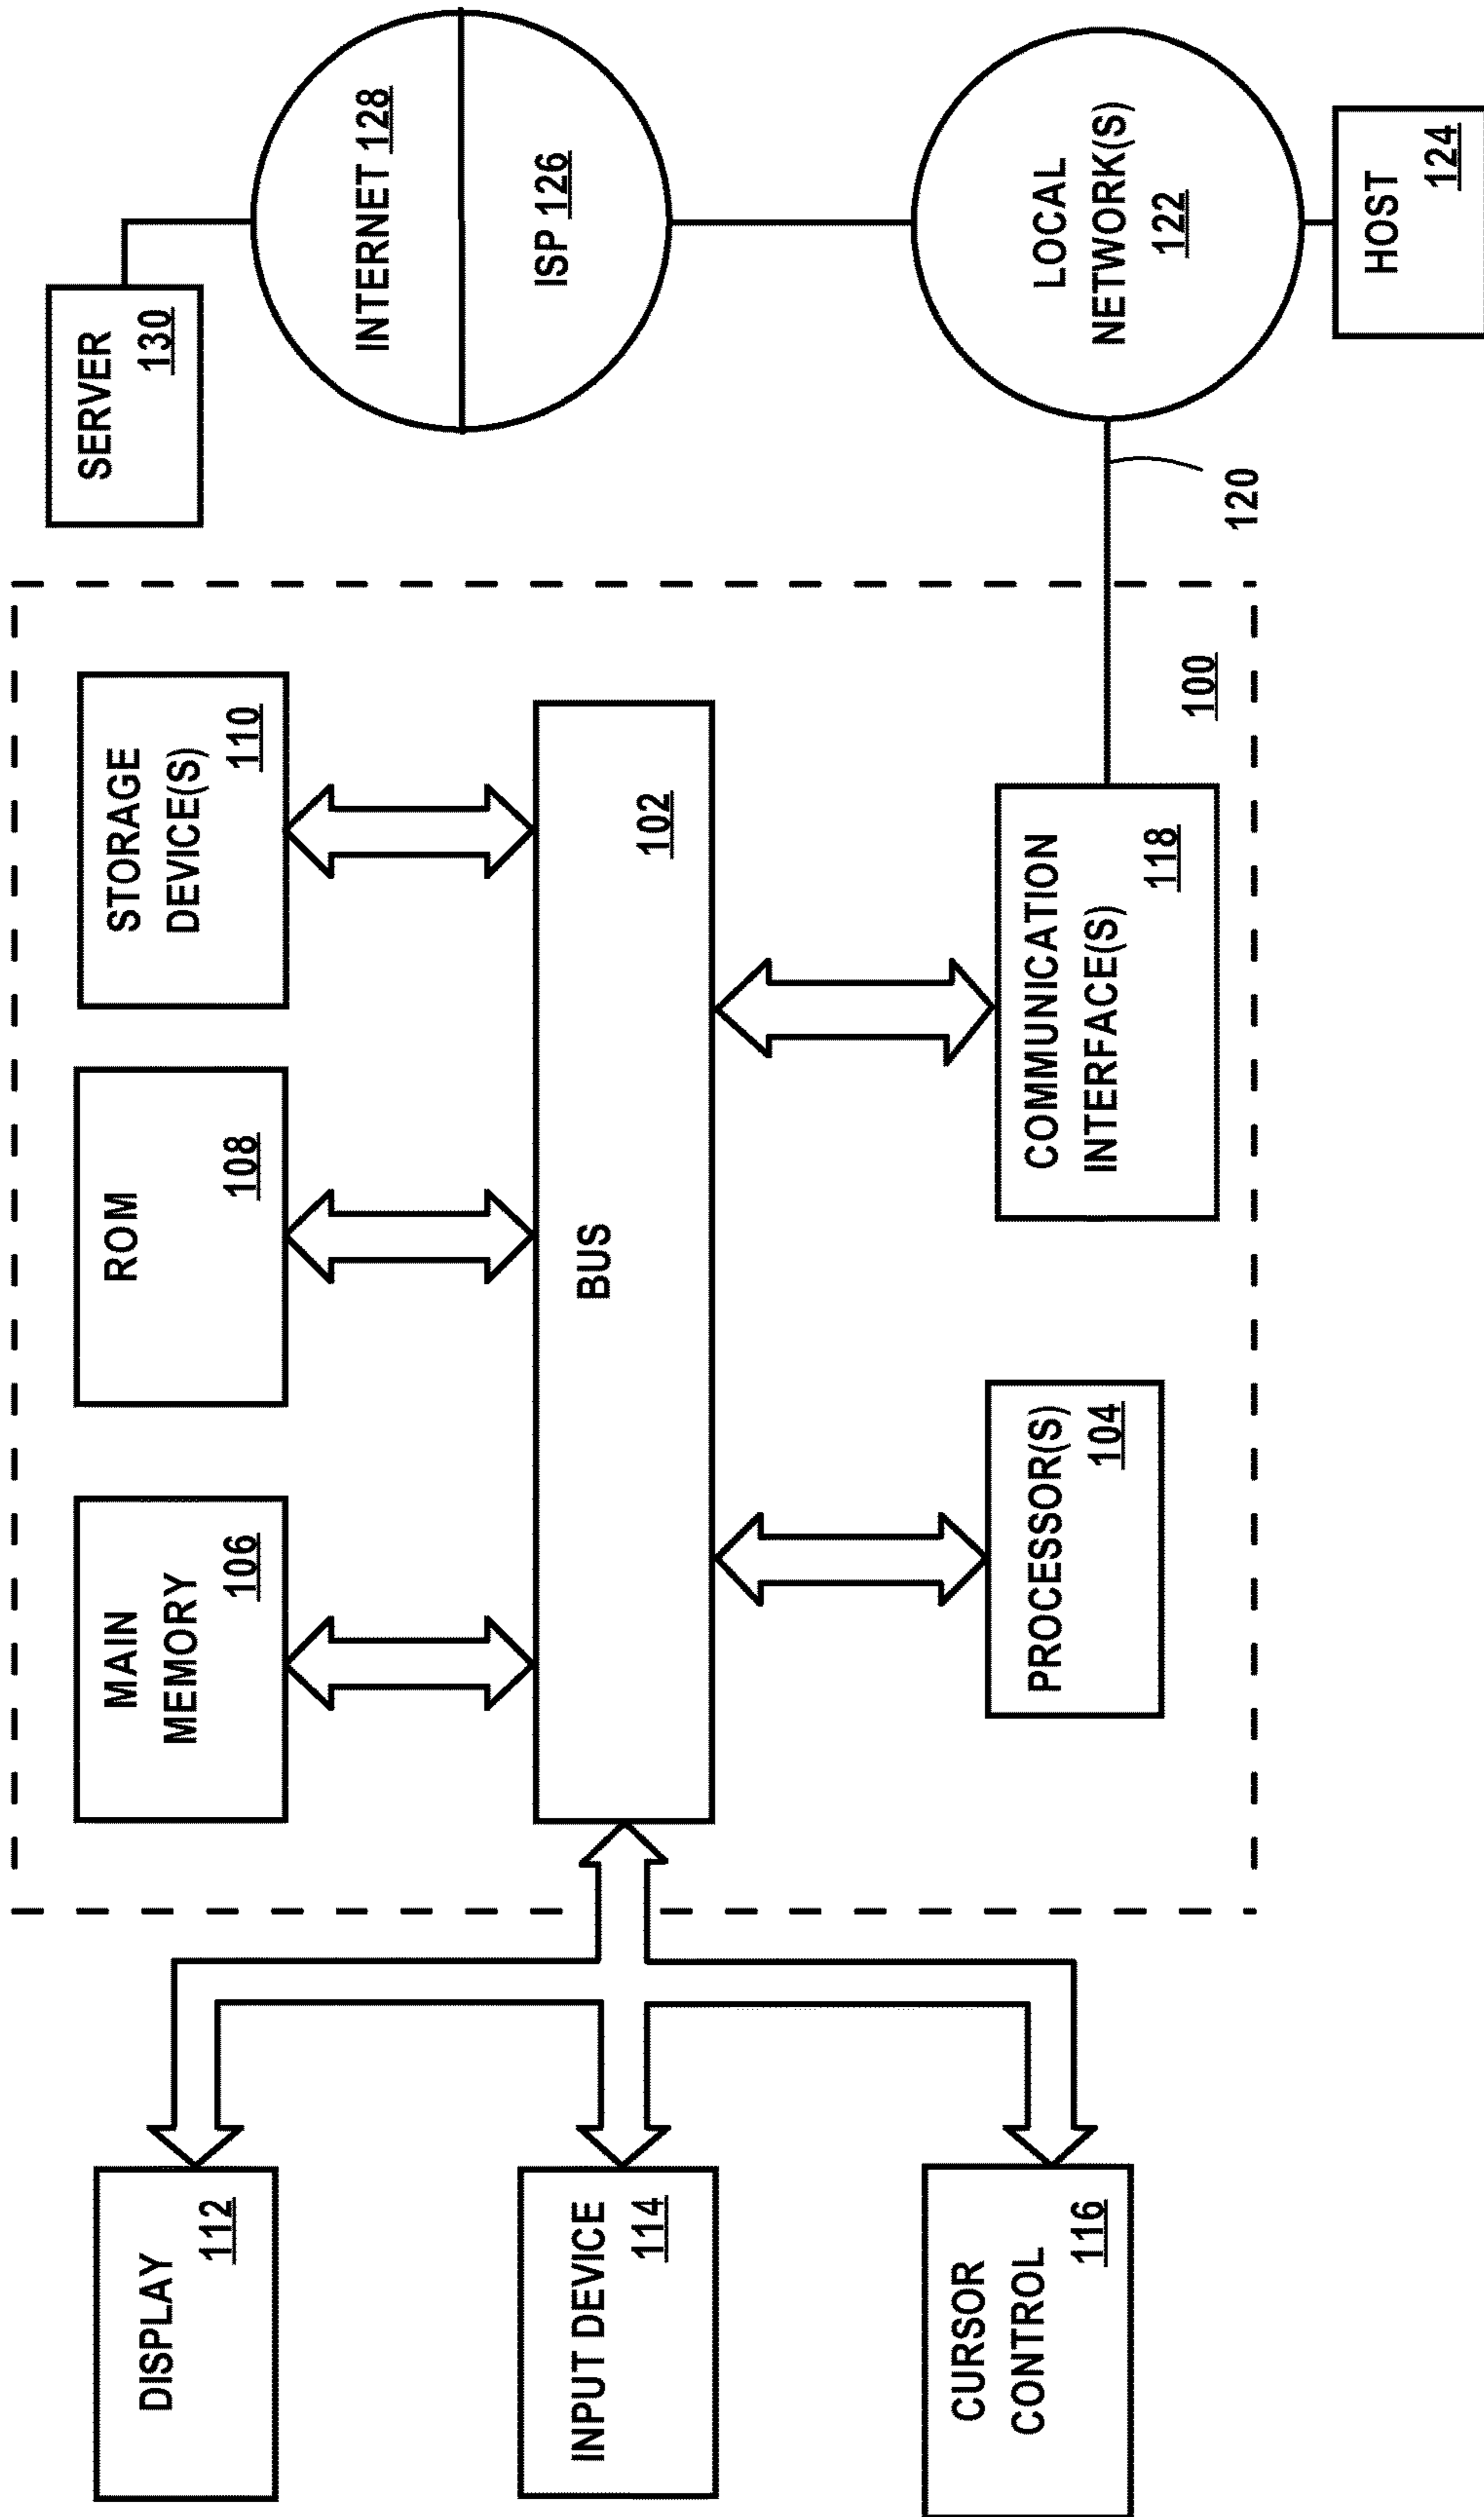 DISPLAY
112
MAIN
MEMORY
106
ROM
108
STORAGE
DEVICE(S)
110
SERVER
130
INTERNET 128
ISP 126
INPUT DEVICE
114
BUS
102
CURSOR
CONTROL
116
PROCESSOR(S)
104
COMMUNICATION
INTERFACE(S)
118
100
120
LOCAL
NETWORK(S)
122
HOST
124